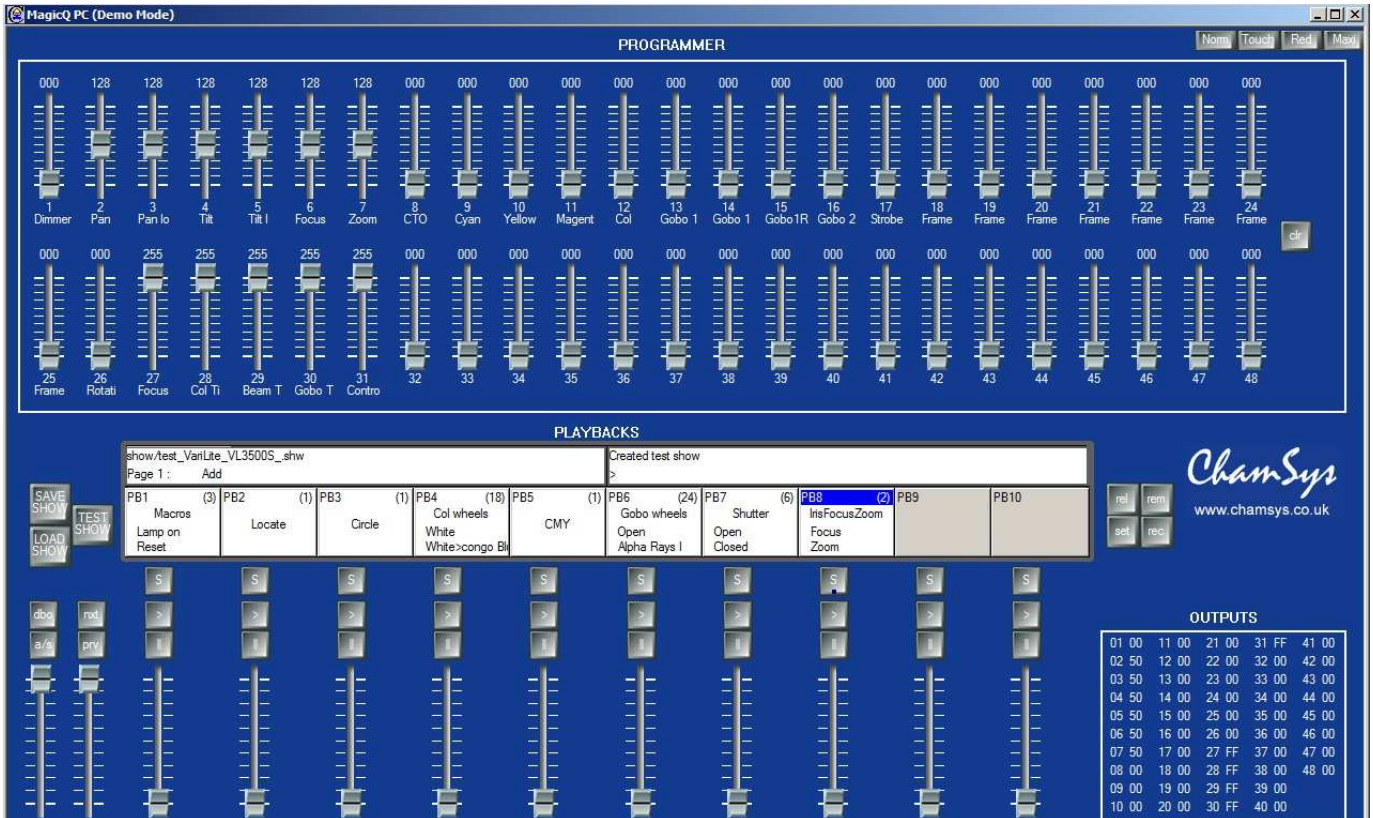 MagicQ PC (Demo Mode)
PROGRAMMER
Norm Touch Red Maxi
000 128 128 128 128 128 128 000 000 000 000 000 000 000 000 000 000 000 000 000 000 000 000 000
1 2 3 4 5 6 7 8 9 10 11 12 13 14 15 16 17 18 19 20 21 22 23 24
Dimmer Pan Pan lo Tilt Tilt l Focus Zoom CTO Cyan Yellow Magent Col Gobo 1 Gobo 1 Gobo1R Gobo 2 Strobe Frame Frame Frame Frame Frame Frame Frame
clr
000 000 255 255 255 255 255 000 000 000 000 000 000 000 000 000 000 000 000 000 000 000 000 000
25 26 27 28 29 30 31 32 33 34 35 36 37 38 39 40 41 42 43 44 45 46 47 48
Frame Rotati Focus Col Ti Beam T Gobo T Contro
PLAYBACKS
show/test_VariLite_VL3500S_.shw Created test show
Page 1 : Add >
SAVE SHOW
TEST SHOW
LOAD SHOW
PB1 (3) PB2 (1) PB3 (1) PB4 (18) PB5 (1) PB6 (24) PB7 (6) PB8 (2) PB9 PB10
Macros Locate Circle Col wheels CMY Gobo wheels Shutter IrisFocusZoom
Lamp on White Open Open Focus
Reset White>congo Bl Alpha Rays I Closed Zoom
rel rem
set rec
ChamSys
www.chamsys.co.uk
S S S S S S S S S S
dbo nxt > > > > > > > > > >
a/s prv || || || || || || || || || ||
OUTPUTS
01 00 11 00 21 00 31 FF 41 00
02 50 12 00 22 00 32 00 42 00
03 50 13 00 23 00 33 00 43 00
04 50 14 00 24 00 34 00 44 00
05 50 15 00 25 00 35 00 45 00
06 50 16 00 26 00 36 00 46 00
07 50 17 00 27 FF 37 00 47 00
08 00 18 00 28 FF 38 00 48 00
09 00 19 00 29 FF 39 00
10 00 20 00 30 FF 40 00